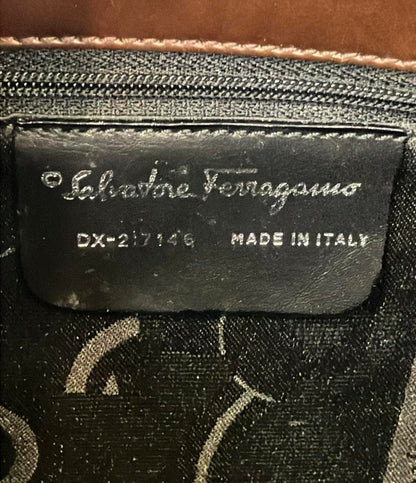 © Salvatore Ferragamo
DX-217146 MADE IN ITALY